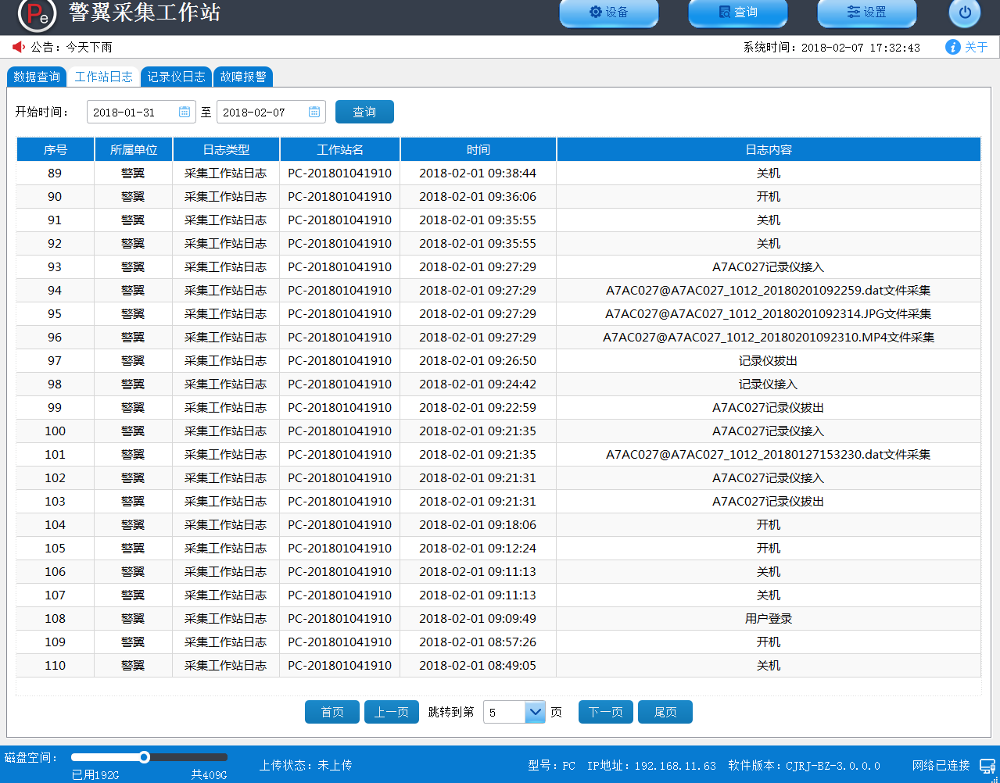 Pe 警翼采集工作站 设备 查询 设置
公告：今天下雨 系统时间：2018-02-07 17:32:43 关于
数据查询 工作站日志 记录仪日志 故障报警
开始时间： 2018-01-31 至 2018-02-07 查询
序号 所属单位 日志类型 工作站名 时间 日志内容
89 警翼 采集工作站日志 PC-201801041910 2018-02-01 09:38:44 关机
90 警翼 采集工作站日志 PC-201801041910 2018-02-01 09:36:06 开机
91 警翼 采集工作站日志 PC-201801041910 2018-02-01 09:35:55 关机
92 警翼 采集工作站日志 PC-201801041910 2018-02-01 09:35:55 关机
93 警翼 采集工作站日志 PC-201801041910 2018-02-01 09:27:29 A7AC027记录仪接入
94 警翼 采集工作站日志 PC-201801041910 2018-02-01 09:27:29 A7AC027@A7AC027_1012_20180201092259.dat文件采集
95 警翼 采集工作站日志 PC-201801041910 2018-02-01 09:27:29 A7AC027@A7AC027_1012_20180201092314.JPG文件采集
96 警翼 采集工作站日志 PC-201801041910 2018-02-01 09:27:29 A7AC027@A7AC027_1012_20180201092310.MP4文件采集
97 警翼 采集工作站日志 PC-201801041910 2018-02-01 09:26:50 记录仪拔出
98 警翼 采集工作站日志 PC-201801041910 2018-02-01 09:24:42 记录仪接入
99 警翼 采集工作站日志 PC-201801041910 2018-02-01 09:22:59 A7AC027记录仪拔出
100 警翼 采集工作站日志 PC-201801041910 2018-02-01 09:21:35 A7AC027记录仪接入
101 警翼 采集工作站日志 PC-201801041910 2018-02-01 09:21:35 A7AC027@A7AC027_1012_20180127153230.dat文件采集
102 警翼 采集工作站日志 PC-201801041910 2018-02-01 09:21:31 A7AC027记录仪接入
103 警翼 采集工作站日志 PC-201801041910 2018-02-01 09:21:31 A7AC027记录仪拔出
104 警翼 采集工作站日志 PC-201801041910 2018-02-01 09:18:06 开机
105 警翼 采集工作站日志 PC-201801041910 2018-02-01 09:12:24 开机
106 警翼 采集工作站日志 PC-201801041910 2018-02-01 09:11:13 关机
107 警翼 采集工作站日志 PC-201801041910 2018-02-01 09:11:13 关机
108 警翼 采集工作站日志 PC-201801041910 2018-02-01 09:09:49 用户登录
109 警翼 采集工作站日志 PC-201801041910 2018-02-01 08:57:26 开机
110 警翼 采集工作站日志 PC-201801041910 2018-02-01 08:49:05 关机
首页 上一页 跳转到第 5 页 下一页 尾页
磁盘空间： 上传状态：未上传 型号：PC IP地址：192.168.11.63 软件版本：CJRJ-BZ-3.0.0.0 网络已连接
已用192G 共409G